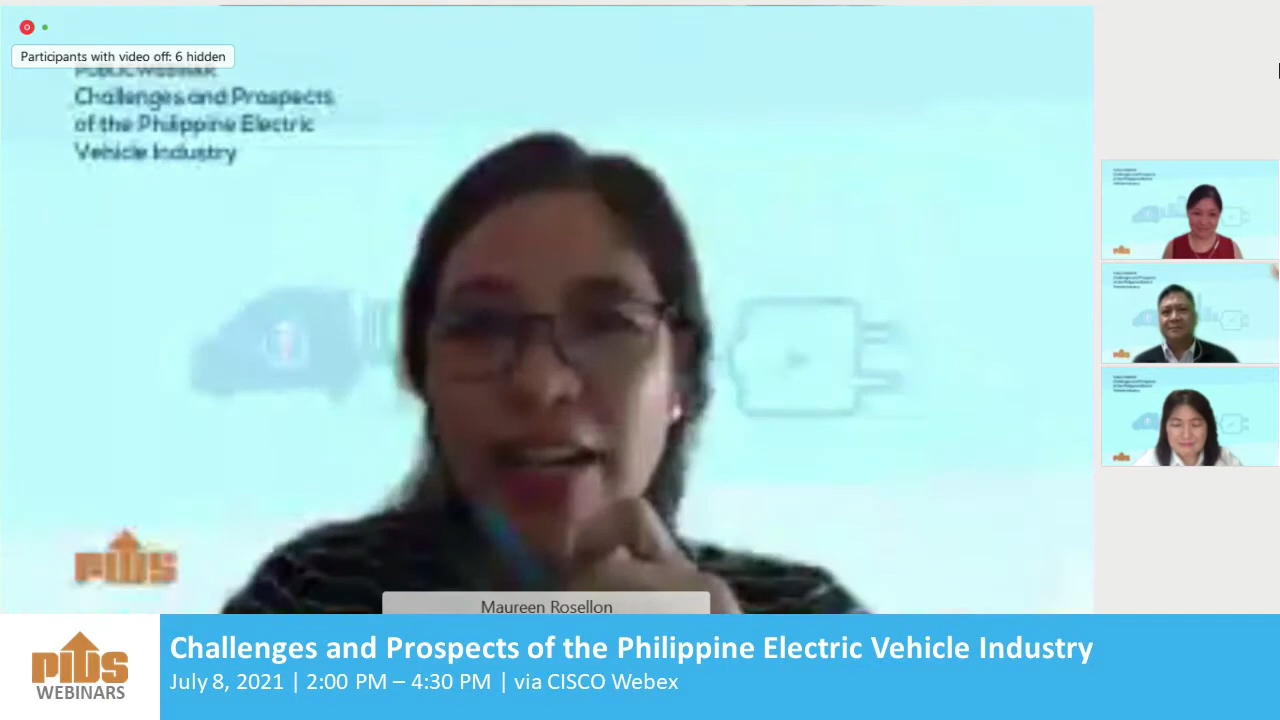 Participants with video off: 6 hidden
PUBLIC WEBINAR
Challenges and Prospects
of the Philippine Electric
Vehicle Industry
PIDS
Maureen Rosellon
PIDS
WEBINARS
Challenges and Prospects of the Philippine Electric Vehicle Industry
July 8, 2021 | 2:00 PM – 4:30 PM | via CISCO Webex